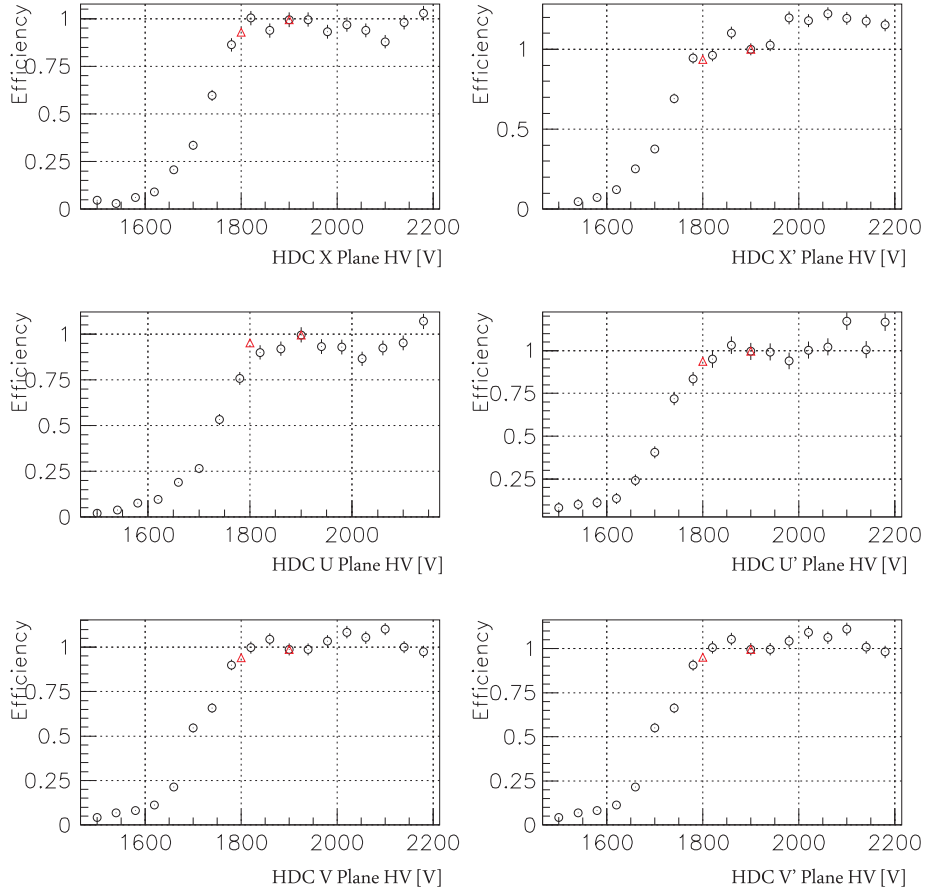 Efficiency
1
0.75
0.5
0.25
0
1600 1800 2000 2200
HDC X Plane HV [V]
Efficiency
1
0.5
0
1600 1800 2000 2200
HDC X' Plane HV [V]
Efficiency
1
0.75
0.5
0.25
0
1600 1800 2000
HDC U Plane HV [V]
Efficiency
1
0.75
0.5
0.25
1600 1800 2000 2200
HDC U' Plane HV [V]
Efficiency
1
0.75
0.5
0.25
0
1600 1800 2000 2200
HDC V Plane HV [V]
Efficiency
1
0.75
0.5
0.25
0
1600 1800 2000 2200
HDC V' Plane HV [V]